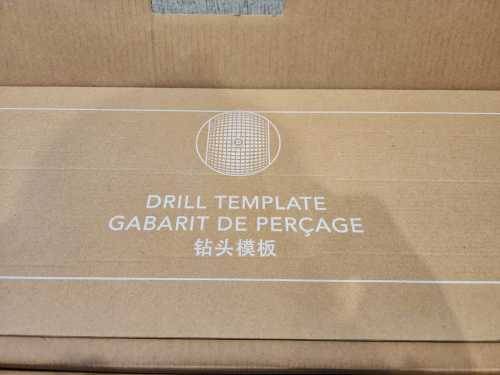 DRILL TEMPLATE
GABARIT DE PERÇAGE
钻头模板